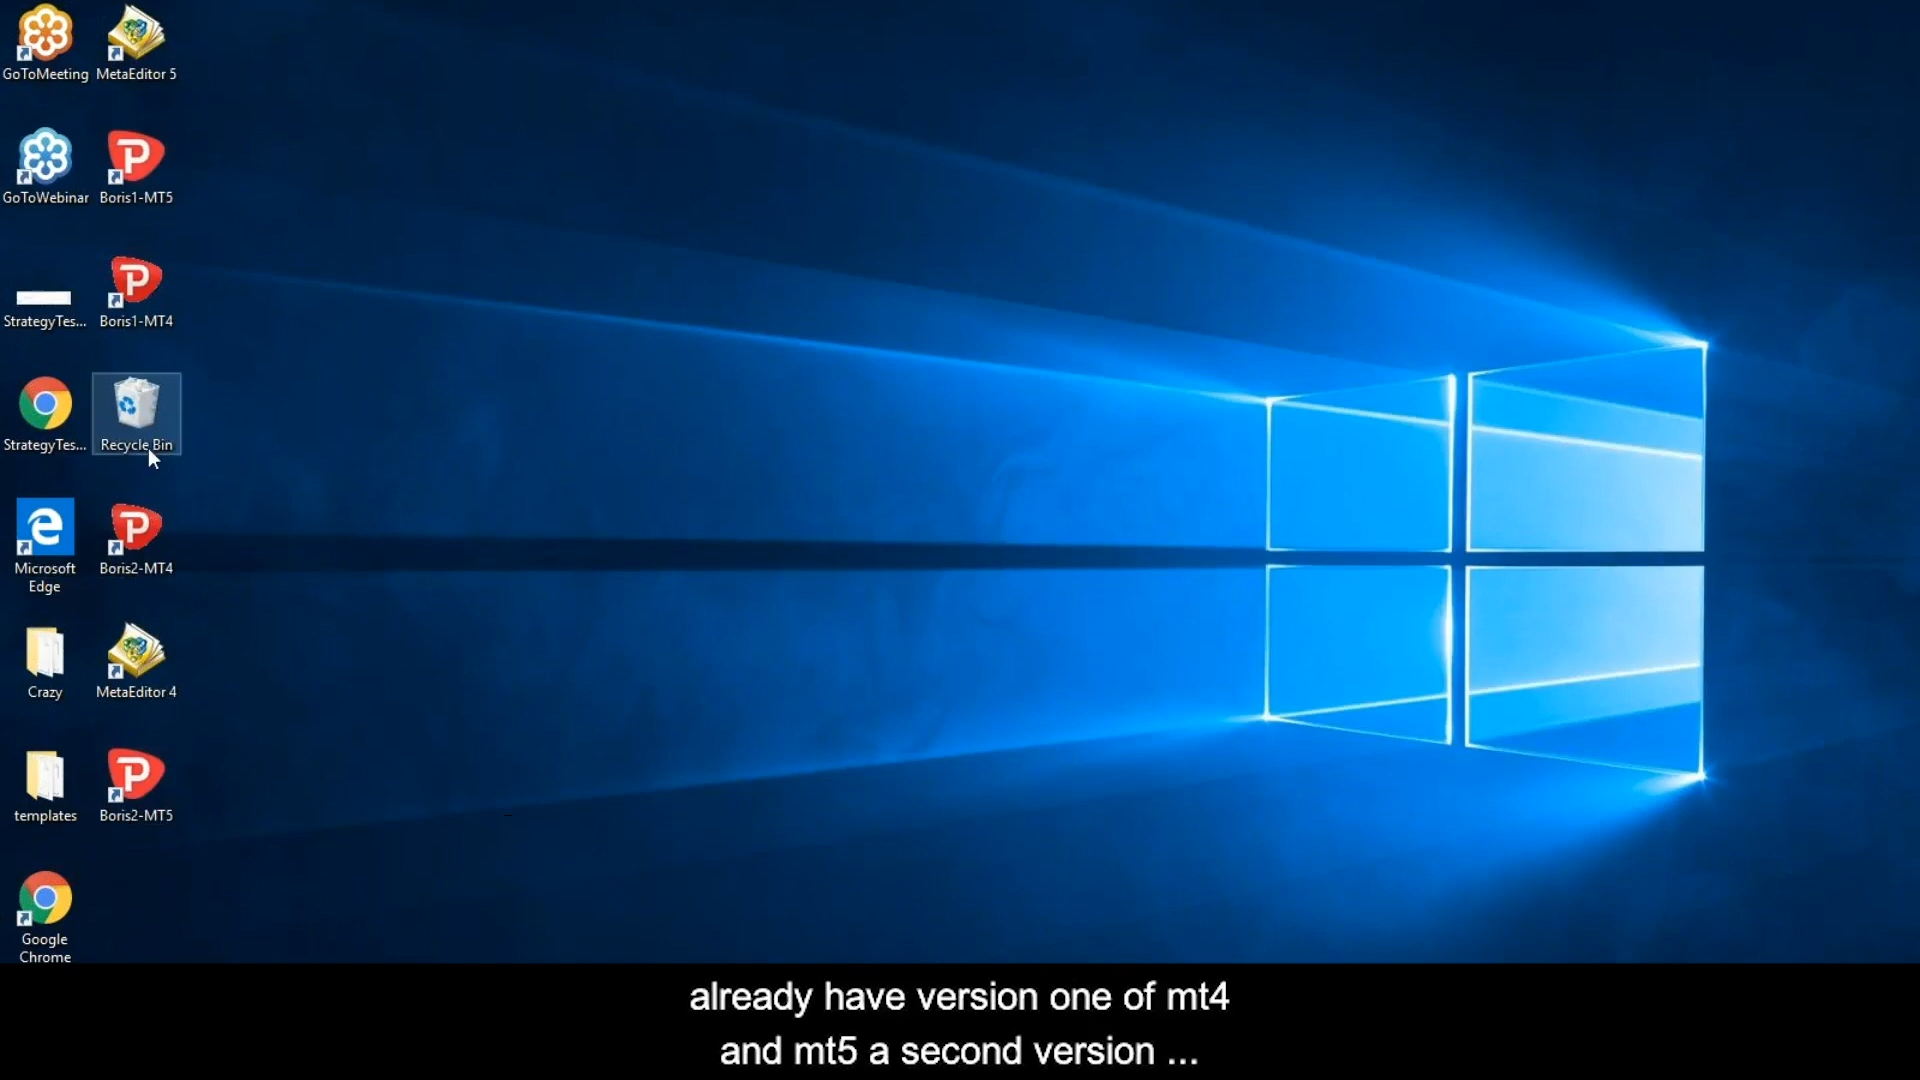 GoToMeeting
MetaEditor 5
GoToWebinar
Boris1-MT5
StrategyTes...
Boris1-MT4
StrategyTes...
Recycle Bin
Microsoft
Edge
Boris2-MT4
Crazy
MetaEditor 4
templates
Boris2-MT5
Google
Chrome
already have version one of mt4
and mt5 a second version ...